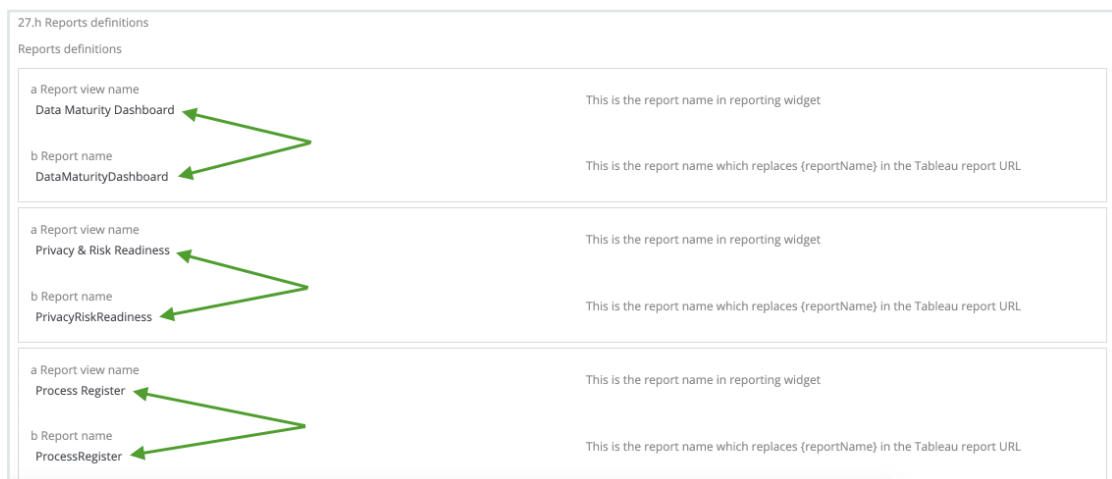 27.h Reports definitions
Reports definitions
a Report view name
Data Maturity Dashboard
This is the report name in reporting widget
b Report name
DataMaturityDashboard
This is the report name which replaces {reportName} in the Tableau report URL
a Report view name
Privacy & Risk Readiness
This is the report name in reporting widget
b Report name
PrivacyRiskReadiness
This is the report name which replaces {reportName} in the Tableau report URL
a Report view name
Process Register
This is the report name in reporting widget
b Report name
ProcessRegister
This is the report name which replaces {reportName} in the Tableau report URL